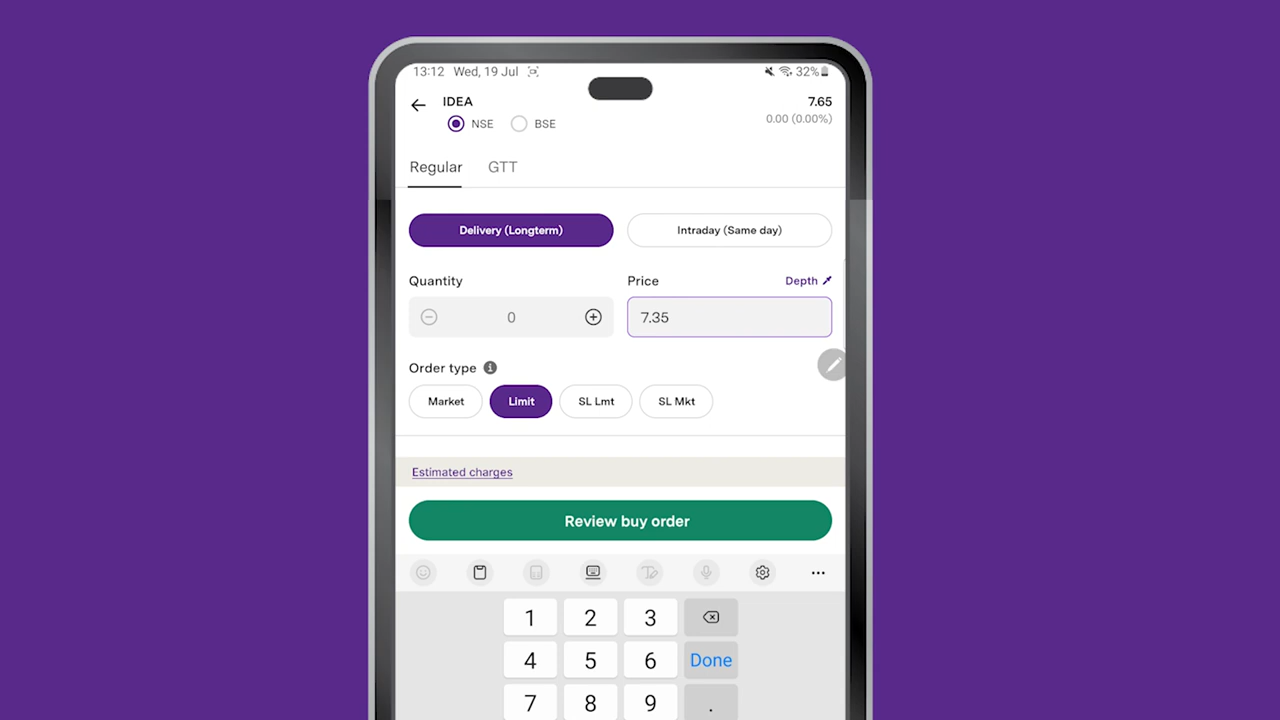 13:12 Wed, 19 Jul 32%
IDEA 7.65
NSE BSE 0.00 (0.00%)
Regular GTT
Delivery (Longterm) Intraday (Same day)
Quantity Price Depth
0 7.35
Order type
Market Limit SL Lmt SL Mkt
Estimated charges
Review buy order
1 2 3
4 5 6 Done
7 8 9 .